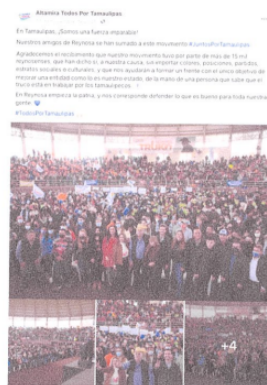 Altamira Todos Por Tamaulipas
En Tamaulipas, ¡Somos una fuerza imparable!
Nuestros amigos de Reynosa se han sumado a este movimiento #JuntosPorTamaulipas
Agradecemos el recibimiento que nuestro movimiento tuvo por parte de más de 15 mil
reynosenses, que han dicho sí, a nuestra causa, sin importar colores, posiciones, partidos,
estratos sociales o culturales, y que nos ayudarán a formar un frente con el único objetivo de
mejorar una entidad como lo es nuestro estado, de la mano de una persona que sabe que el
truco está en trabajar por los tamaulipecos.
En Reynosa empieza la patria, y nos corresponde defender lo que es bueno para toda nuestra
gente
#TodosPorTamaulipas
+4